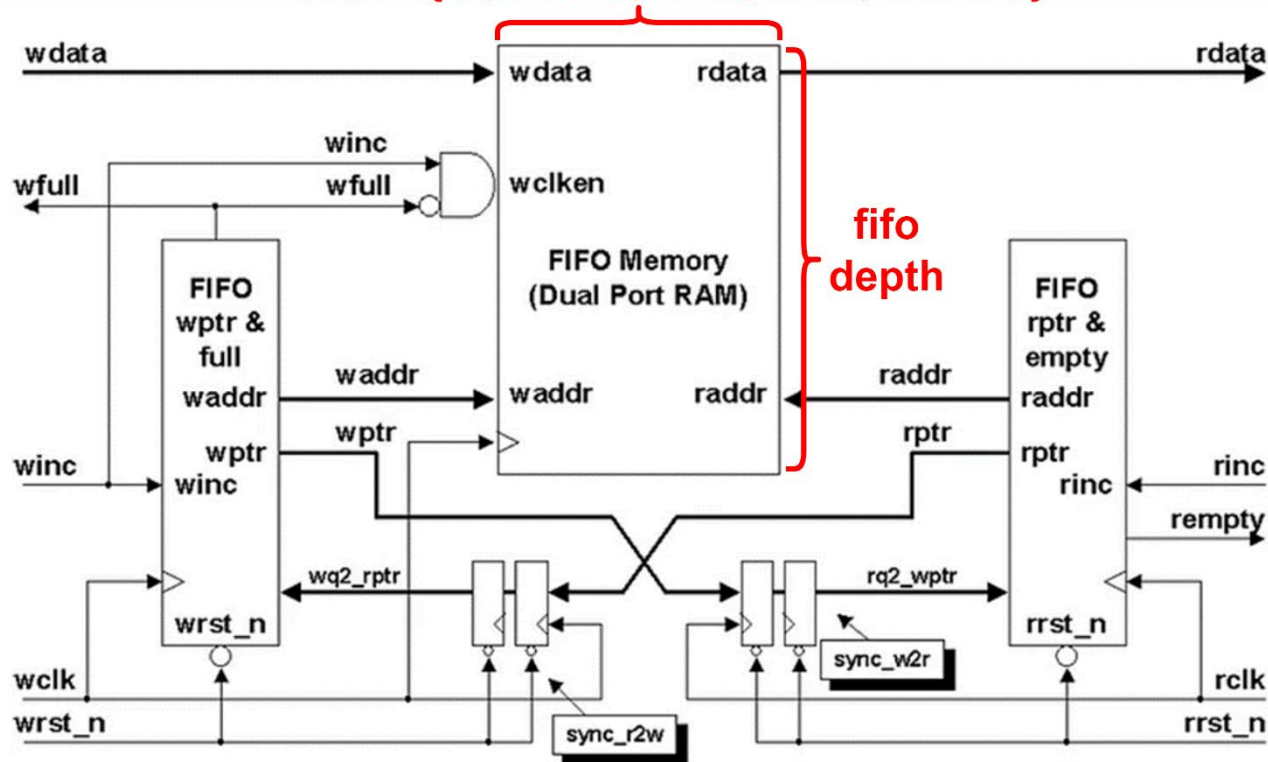 wdata
wdata
rdata
rdata
winc
wfull
wfull
wclken
fifo
depth
FIFO Memory
(Dual Port RAM)
FIFO
wptr &
full
FIFO
rptr &
empty
waddr
waddr
waddr
raddr
raddr
raddr
wptr
wptr
rptr
rptr
winc
winc
rinc
rinc
rempty
wq2_rptr
rq2_wptr
wrst_n
rrst_n
sync_w2r
wclk
rclk
wrst_n
sync_r2w
rrst_n